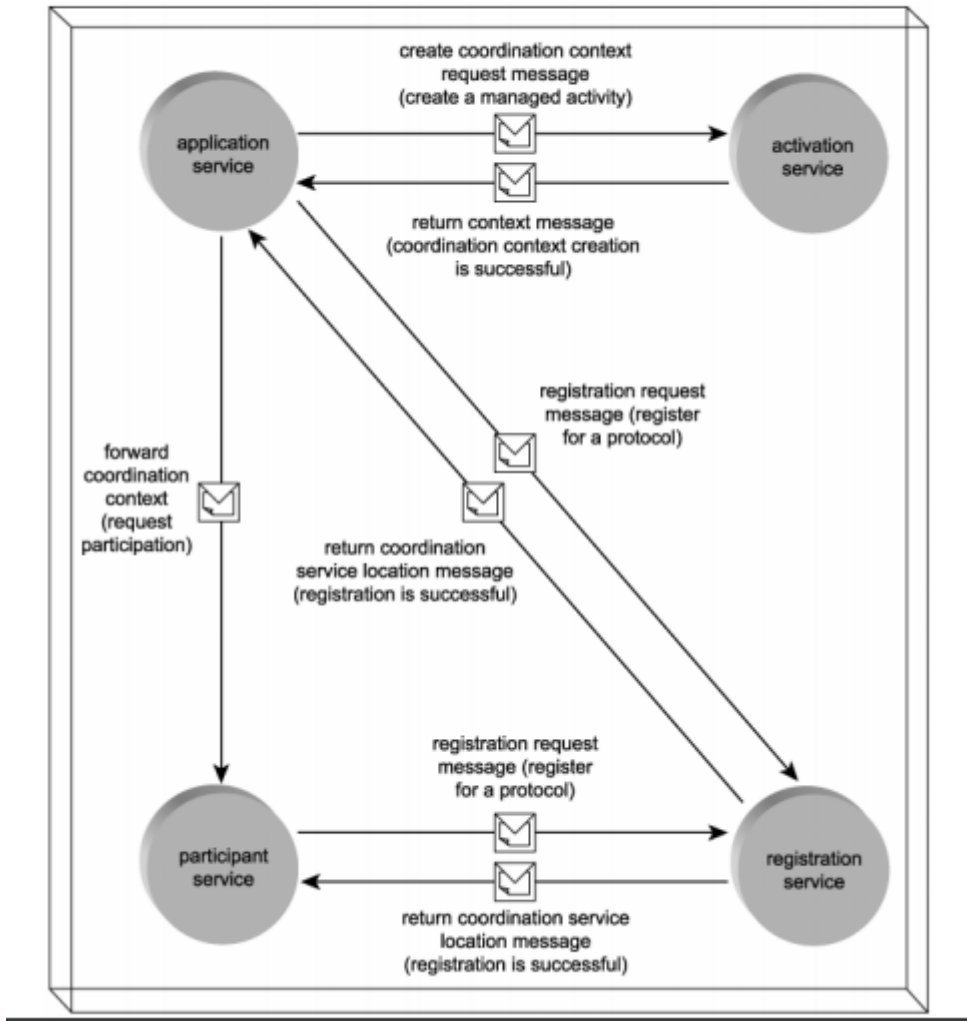 create coordination context
request message
(create a managed activity)
application
service
activation
service
return context message
(coordination context creation
is successful)
registration request
message (register
for a protocol)
forward
coordination
context
(request
participation)
return coordination
service location message
(registration is successful)
registration request
message (register
for a protocol)
participant
service
registration
service
return coordination service
location message
(registration is successful)